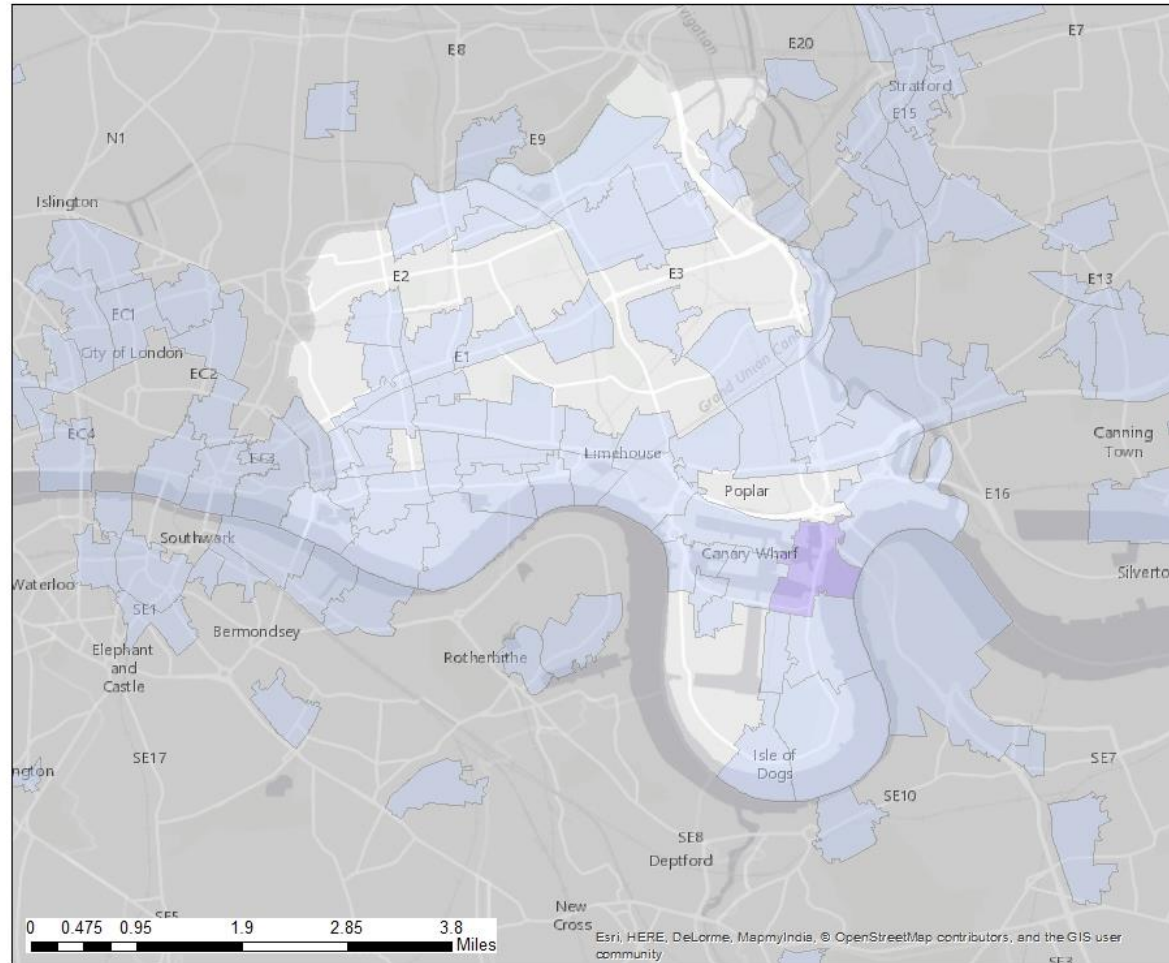 E7
E8
E20
Stratford
E15
N1
E9
Islington
E2
E3
E13
EC1
City of London
E1
EC2
EC4
Limehouse
EC3
Canning
Town
Poplar
E16
Southwark
Canary Wharf
Waterloo
Silverto
SE1
Bermondsey
Elephant
and
Castle
Rotherhithe
SE17
Isle of
Dogs
SE7
ngton
SE10
SE8
Deptford
New
Cross
SE5
SE3
0 0.475 0.95 1.9 2.85 3.8
Miles
Esri, HERE, DeLorme, MapmyIndia, © OpenStreetMap contributors, and the GIS user
community